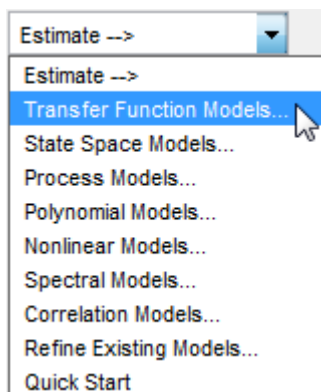 Estimate -->
Estimate -->
Transfer Function Models...
State Space Models...
Process Models...
Polynomial Models...
Nonlinear Models...
Spectral Models...
Correlation Models...
Refine Existing Models...
Quick Start